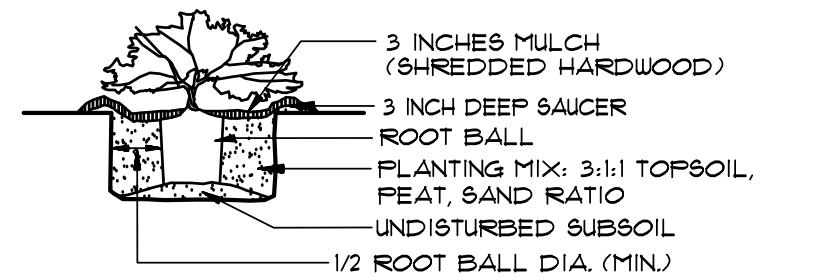 3 INCHES MULCH
(SHREDDED HARDWOOD)
3 INCH DEEP SAUCER
ROOT BALL
PLANTING MIX: 3:1:1 TOPSOIL,
PEAT, SAND RATIO
UNDISTURBED SUBSOIL
1/2 ROOT BALL DIA. (MIN.)